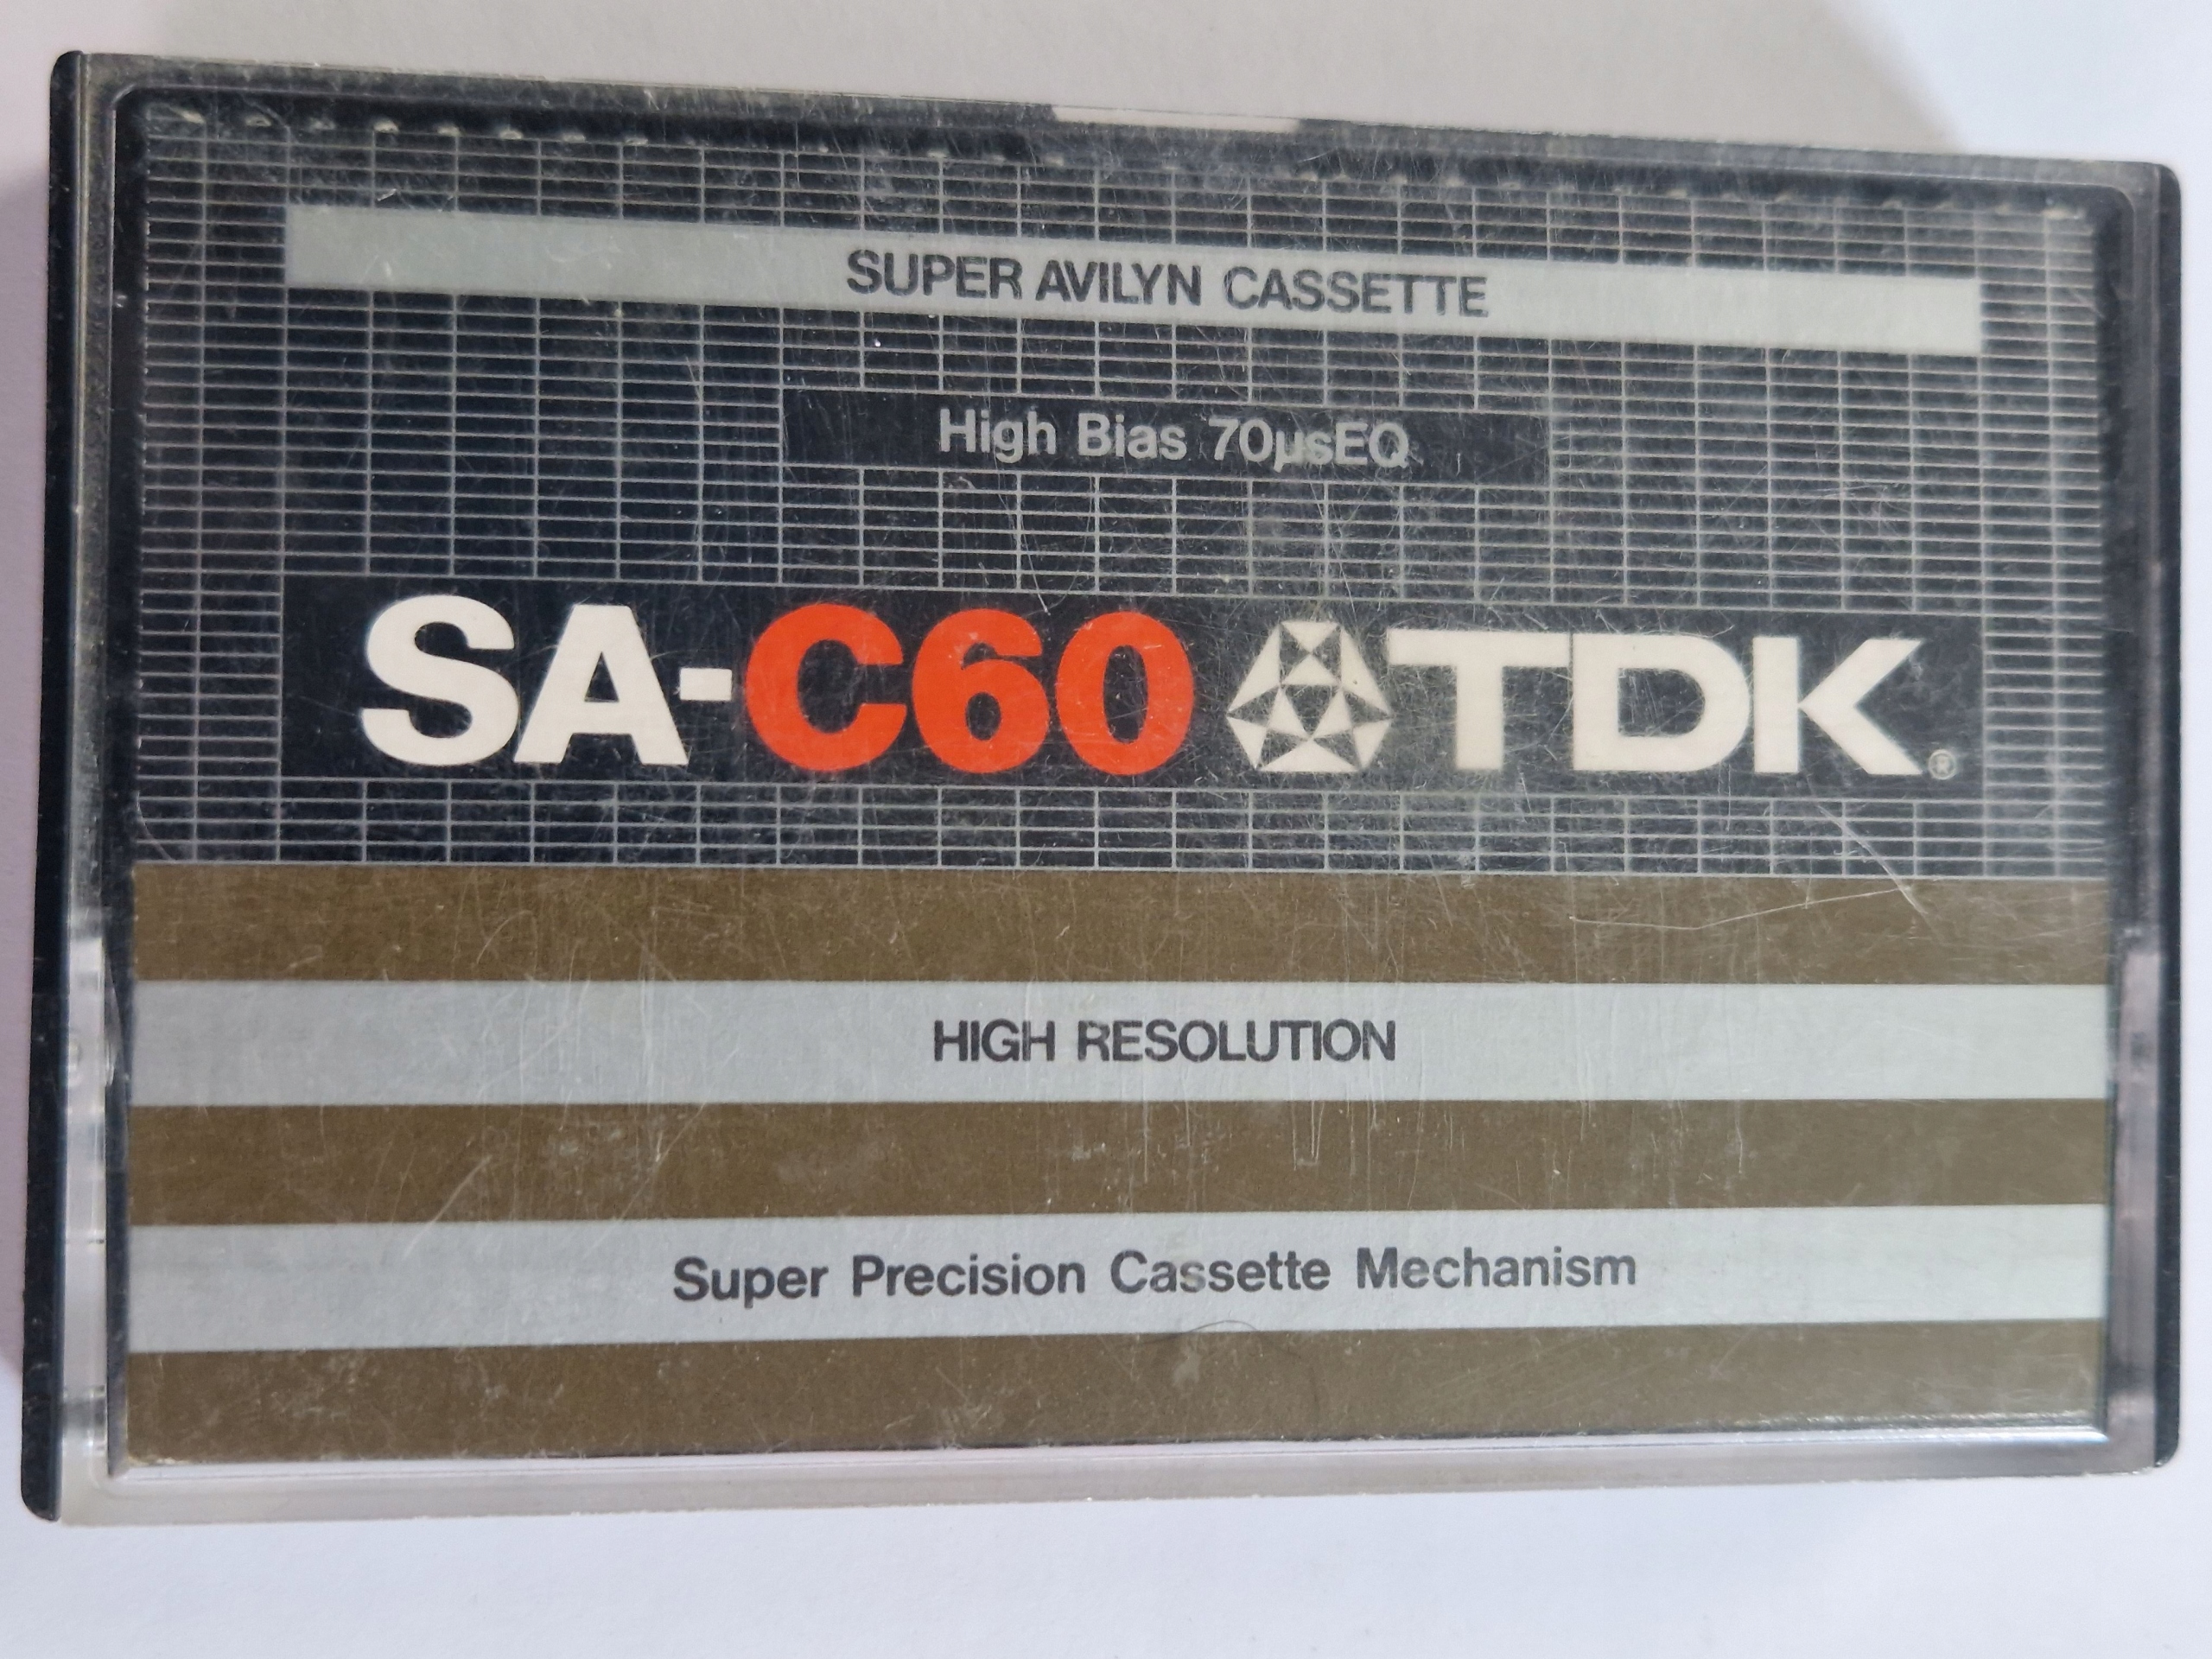 SUPER AVILYN CASSETTE
High Bias 70µsEQ
SA-C60 TDK®
HIGH RESOLUTION
Super Precision Cassette Mechanism